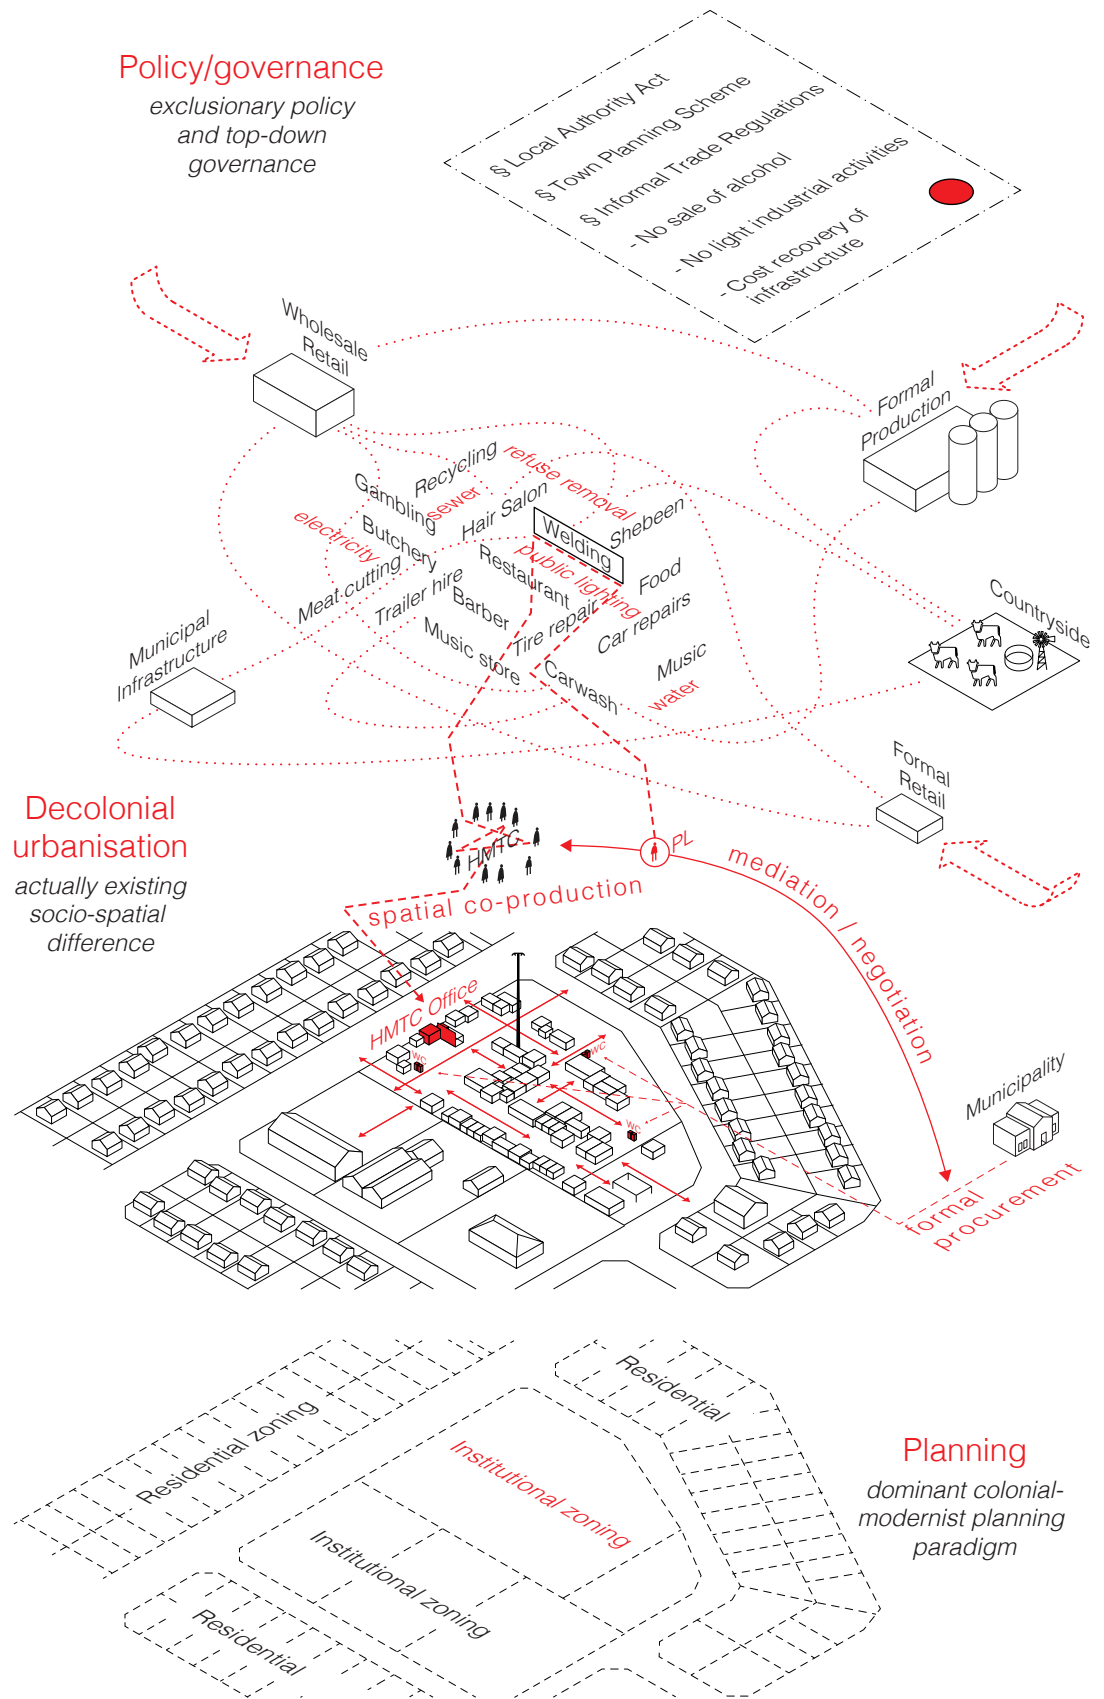 Policy/governance
exclusionary policy
and top-down
governance
§ Local Authority Act
§ Town Planning Scheme
§ Informal Trade Regulations
- No sale of alcohol
- No light industrial activities
- Cost recovery of
infrastructure
Wholesale
Retail
Formal
Production
Recycling
refuse removal
Gambling
sewer
Hair Salon
Welding
Shebeen
electricity
Butchery
Restaurant
public lighting
Food
Meat cutting
Trailer hire
Barber
Tire repair
Car repairs
Music store
Carwash
Music
water
Countryside
Municipal
Infrastructure
Formal
Retail
Decolonial
urbanisation
actually existing
socio-spatial
difference
HMTC
PL
mediation / negotiation
spatial co-production
HMTC Office
WC
WC
WC
Municipality
formal
procurement
Residential
Residential zoning
Institutional zoning
Institutional zoning
Residential
Planning
dominant colonial-
modernist planning
paradigm